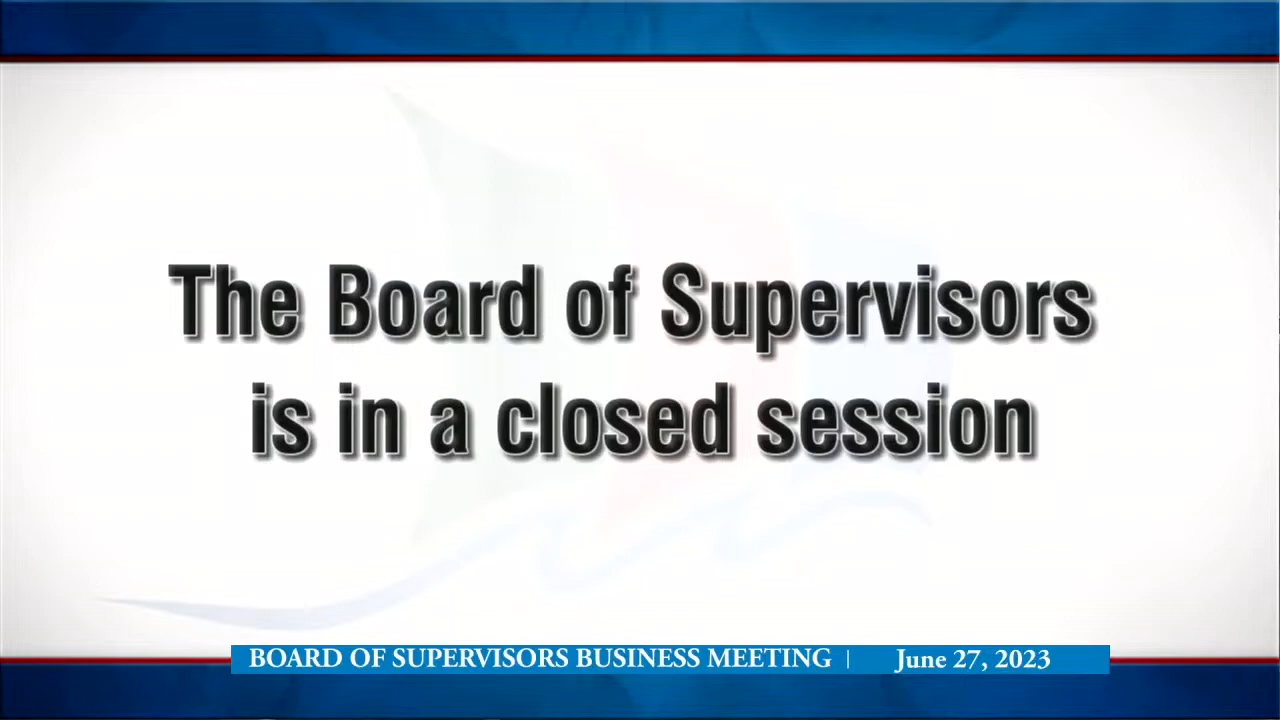 The Board of Supervisors
is in a closed session
BOARD OF SUPERVISORS BUSINESS MEETING | June 27, 2023